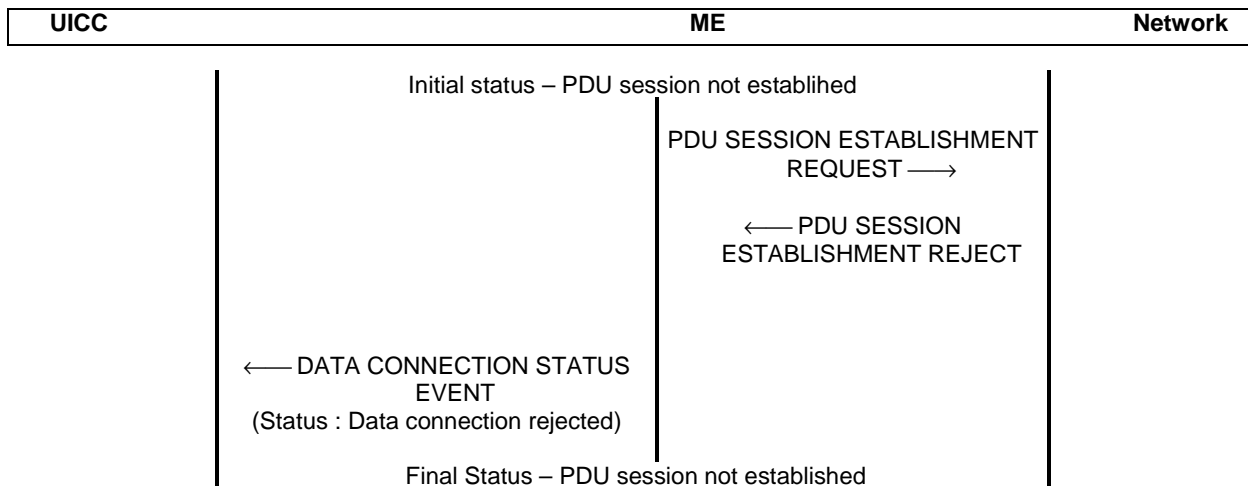 UICC ME Network
Initial status – PDU session not establihed
PDU SESSION ESTABLISHMENT
REQUEST ⟶
⟵ PDU SESSION
ESTABLISHMENT REJECT
⟵ DATA CONNECTION STATUS
EVENT
(Status : Data connection rejected)
Final Status – PDU session not established